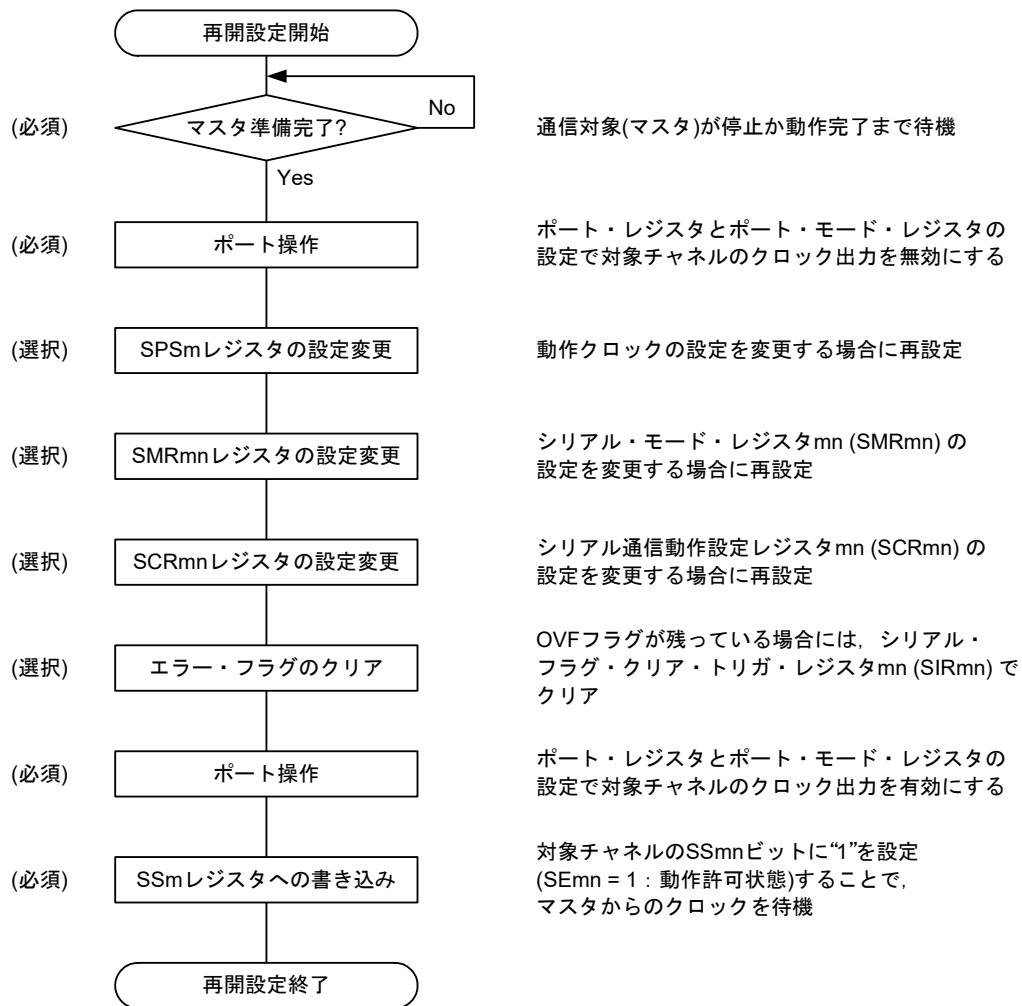 再開設定開始
No
(必須)
マスタ準備完了?
通信対象(マスタ)が停止か動作完了まで待機
Yes
(必須)
ポート操作
ポート・レジスタとポート・モード・レジスタの
設定で対象チャネルのクロック出力を無効にする
(選択)
SPSmレジスタの設定変更
動作クロックの設定を変更する場合に再設定
(選択)
SMRmnレジスタの設定変更
シリアル・モード・レジスタmn (SMRmn) の
設定を変更する場合に再設定
(選択)
SCRmnレジスタの設定変更
シリアル通信動作設定レジスタmn (SCRmn) の
設定を変更する場合に再設定
(選択)
エラー・フラグのクリア
OVFフラグが残っている場合には, シリアル・
フラグ・クリア・トリガ・レジスタmn (SIRmn) で
クリア
(必須)
ポート操作
ポート・レジスタとポート・モード・レジスタの
設定で対象チャネルのクロック出力を有効にする
(必須)
SSmレジスタへの書き込み
対象チャネルのSSmnビットに“1”を設定
(SEmn = 1 : 動作許可状態)することで,
マスタからのクロックを待機
再開設定終了